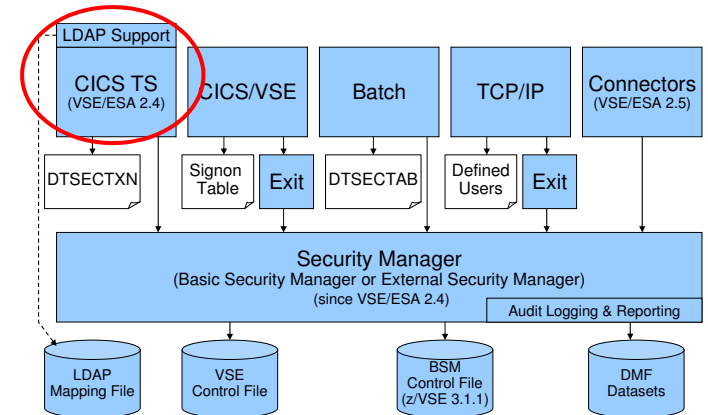 LDAP Support
CICS TS
(VSE/ESA 2.4)
CICS/VSE
Batch
TCP/IP
Connectors
(VSE/ESA 2.5)
DTSECTXN
Signon
Table
Exit
DTSECTAB
Defined
Users
Exit
Security Manager
(Basic Security Manager or External Security Manager)
(since VSE/ESA 2.4)
Audit Logging & Reporting
LDAP
Mapping File
VSE
Control File
BSM
Control File
(z/VSE 3.1.1)
DMF
Datasets